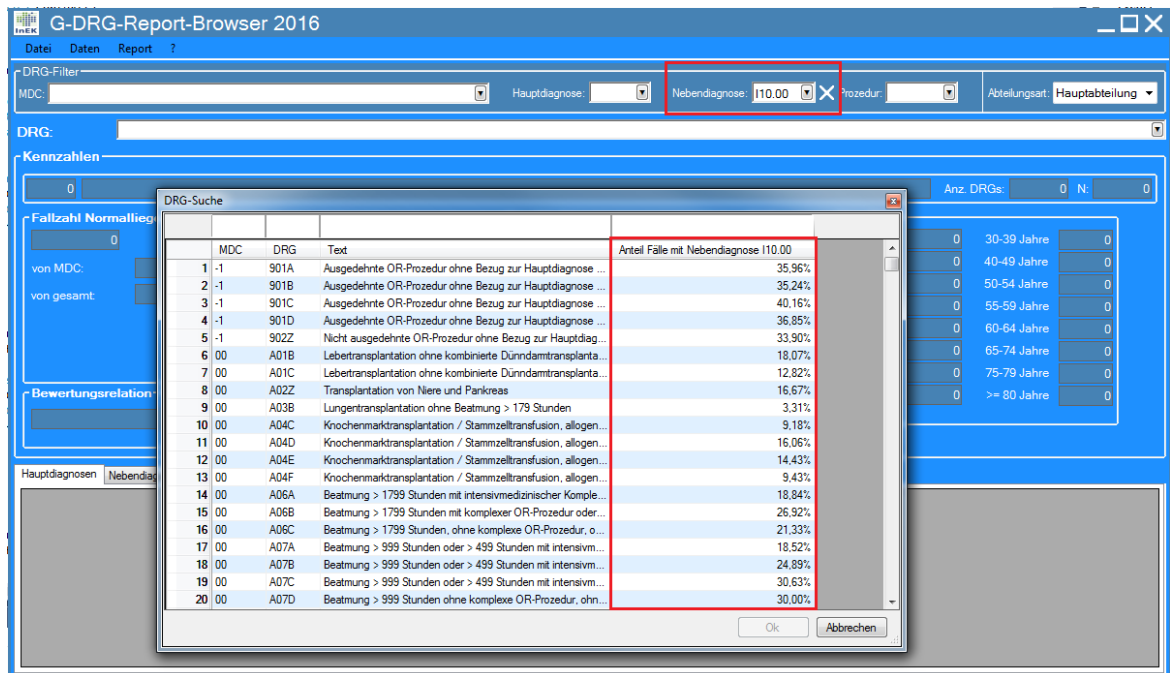 InEK G-DRG-Report-Browser 2016
Datei Daten Report ?
DRG-Filter
MDC: Hauptdiagnose: Nebendiagnose: I10.00 Prozedur: Abteilungsart: Hauptabteilung
DRG:
Kennzahlen
0 Anz. DRGs: 0 N: 0
DRG-Suche
Fallzahl Normallieg
0 0 30-39 Jahre 0
MDC DRG Text Anteil Fälle mit Nebendiagnose I10.00
von MDC: 0 40-49 Jahre 0
1 -1 901A Ausgedehnte OR-Prozedur ohne Bezug zur Hauptdiagnose ... 35,96%
2 -1 901B Ausgedehnte OR-Prozedur ohne Bezug zur Hauptdiagnose ... 35,24%
von gesamt: 0 50-54 Jahre 0
3 -1 901C Ausgedehnte OR-Prozedur ohne Bezug zur Hauptdiagnose ... 40,16%
4 -1 901D Ausgedehnte OR-Prozedur ohne Bezug zur Hauptdiagnose ... 36,85%
0 55-59 Jahre 0
5 -1 902Z Nicht ausgedehnte OR-Prozedur ohne Bezug zur Hauptdiag... 33,90%
0 60-64 Jahre 0
6 00 A01B Lebertransplantation ohne kombinierte Dünndarmtransplanta... 18,07%
0 65-74 Jahre 0
7 00 A01C Lebertransplantation ohne kombinierte Dünndarmtransplanta... 12,82%
0 75-79 Jahre 0
8 00 A02Z Transplantation von Niere und Pankreas 16,67%
Bewertungsrelation 0 >= 80 Jahre 0
9 00 A03B Lungentransplantation ohne Beatmung > 179 Stunden 3,31%
10 00 A04C Knochenmarktransplantation / Stammzelltransfusion, allogen... 9,18%
11 00 A04D Knochenmarktransplantation / Stammzelltransfusion, allogen... 16,06%
12 00 A04E Knochenmarktransplantation / Stammzelltransfusion, allogen... 14,43%
13 00 A04F Knochenmarktransplantation / Stammzelltransfusion, allogen... 9,43%
Hauptdiagnosen Nebendiag
14 00 A06A Beatmung > 1799 Stunden mit intensivmedizinischer Komple... 18,84%
15 00 A06B Beatmung > 1799 Stunden mit komplexer OR-Prozedur oder... 26,92%
16 00 A06C Beatmung > 1799 Stunden, ohne komplexe OR-Prozedur, o... 21,33%
17 00 A07A Beatmung > 999 Stunden oder > 499 Stunden mit intensivm... 18,52%
18 00 A07B Beatmung > 999 Stunden oder > 499 Stunden mit intensivm... 24,89%
19 00 A07C Beatmung > 999 Stunden oder > 499 Stunden mit intensivm... 30,63%
20 00 A07D Beatmung > 999 Stunden ohne komplexe OR-Prozedur, ohn... 30,00%
Ok Abbrechen